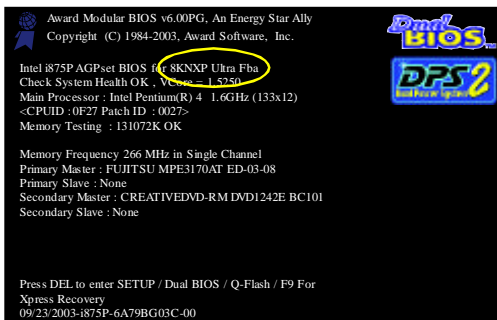 Award Modular BIOS v6.00PG, An Energy Star Ally
Copyright (C) 1984-2003, Award Software, Inc.
Dual
BIOS
Intel i875P AGPset BIOS for 8KNXP Ultra Fba
Check System Health OK , VCore = 1.5250
Main Processor : Intel Pentium(R) 4 1.6GHz (133x12)
<CPUID : 0F27 Patch ID : 0027>
Memory Testing : 131072K OK
DPS2
Dual Power System
Memory Frequency 266 MHz in Single Channel
Primary Master : FUJITSU MPE3170AT ED-03-08
Primary Slave : None
Secondary Master : CREATIVEDVD-RM DVD1242E BC101
Secondary Slave : None
Press DEL to enter SETUP / Dual BIOS / Q-Flash / F9 For
Xpress Recovery
09/23/2003-i875P-6A79BG03C-00